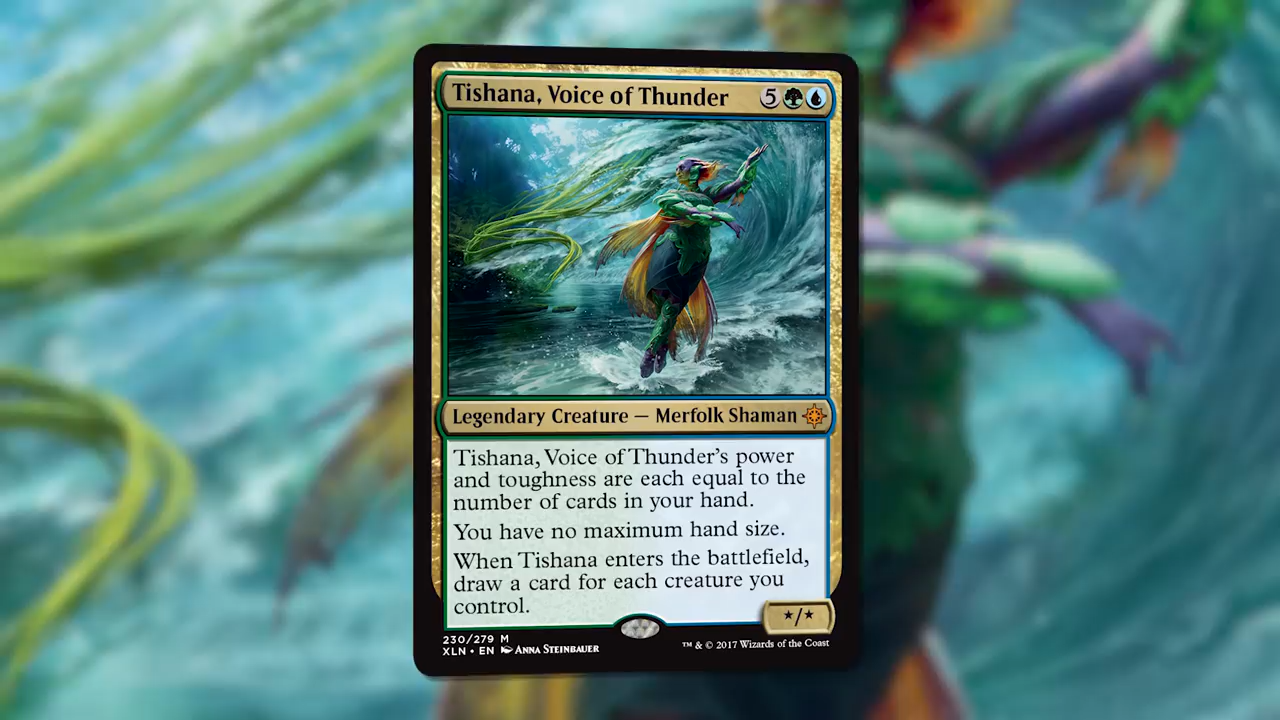 Tishana, Voice of Thunder 5
Legendary Creature — Merfolk Shaman
Tishana, Voice of Thunder's power
and toughness are each equal to the
number of cards in your hand.
You have no maximum hand size.
When Tishana enters the battlefield,
draw a card for each creature you
control.
*/*
230/279 M
XLN • EN Anna Steinbauer
™ & © 2017 Wizards of the Coast